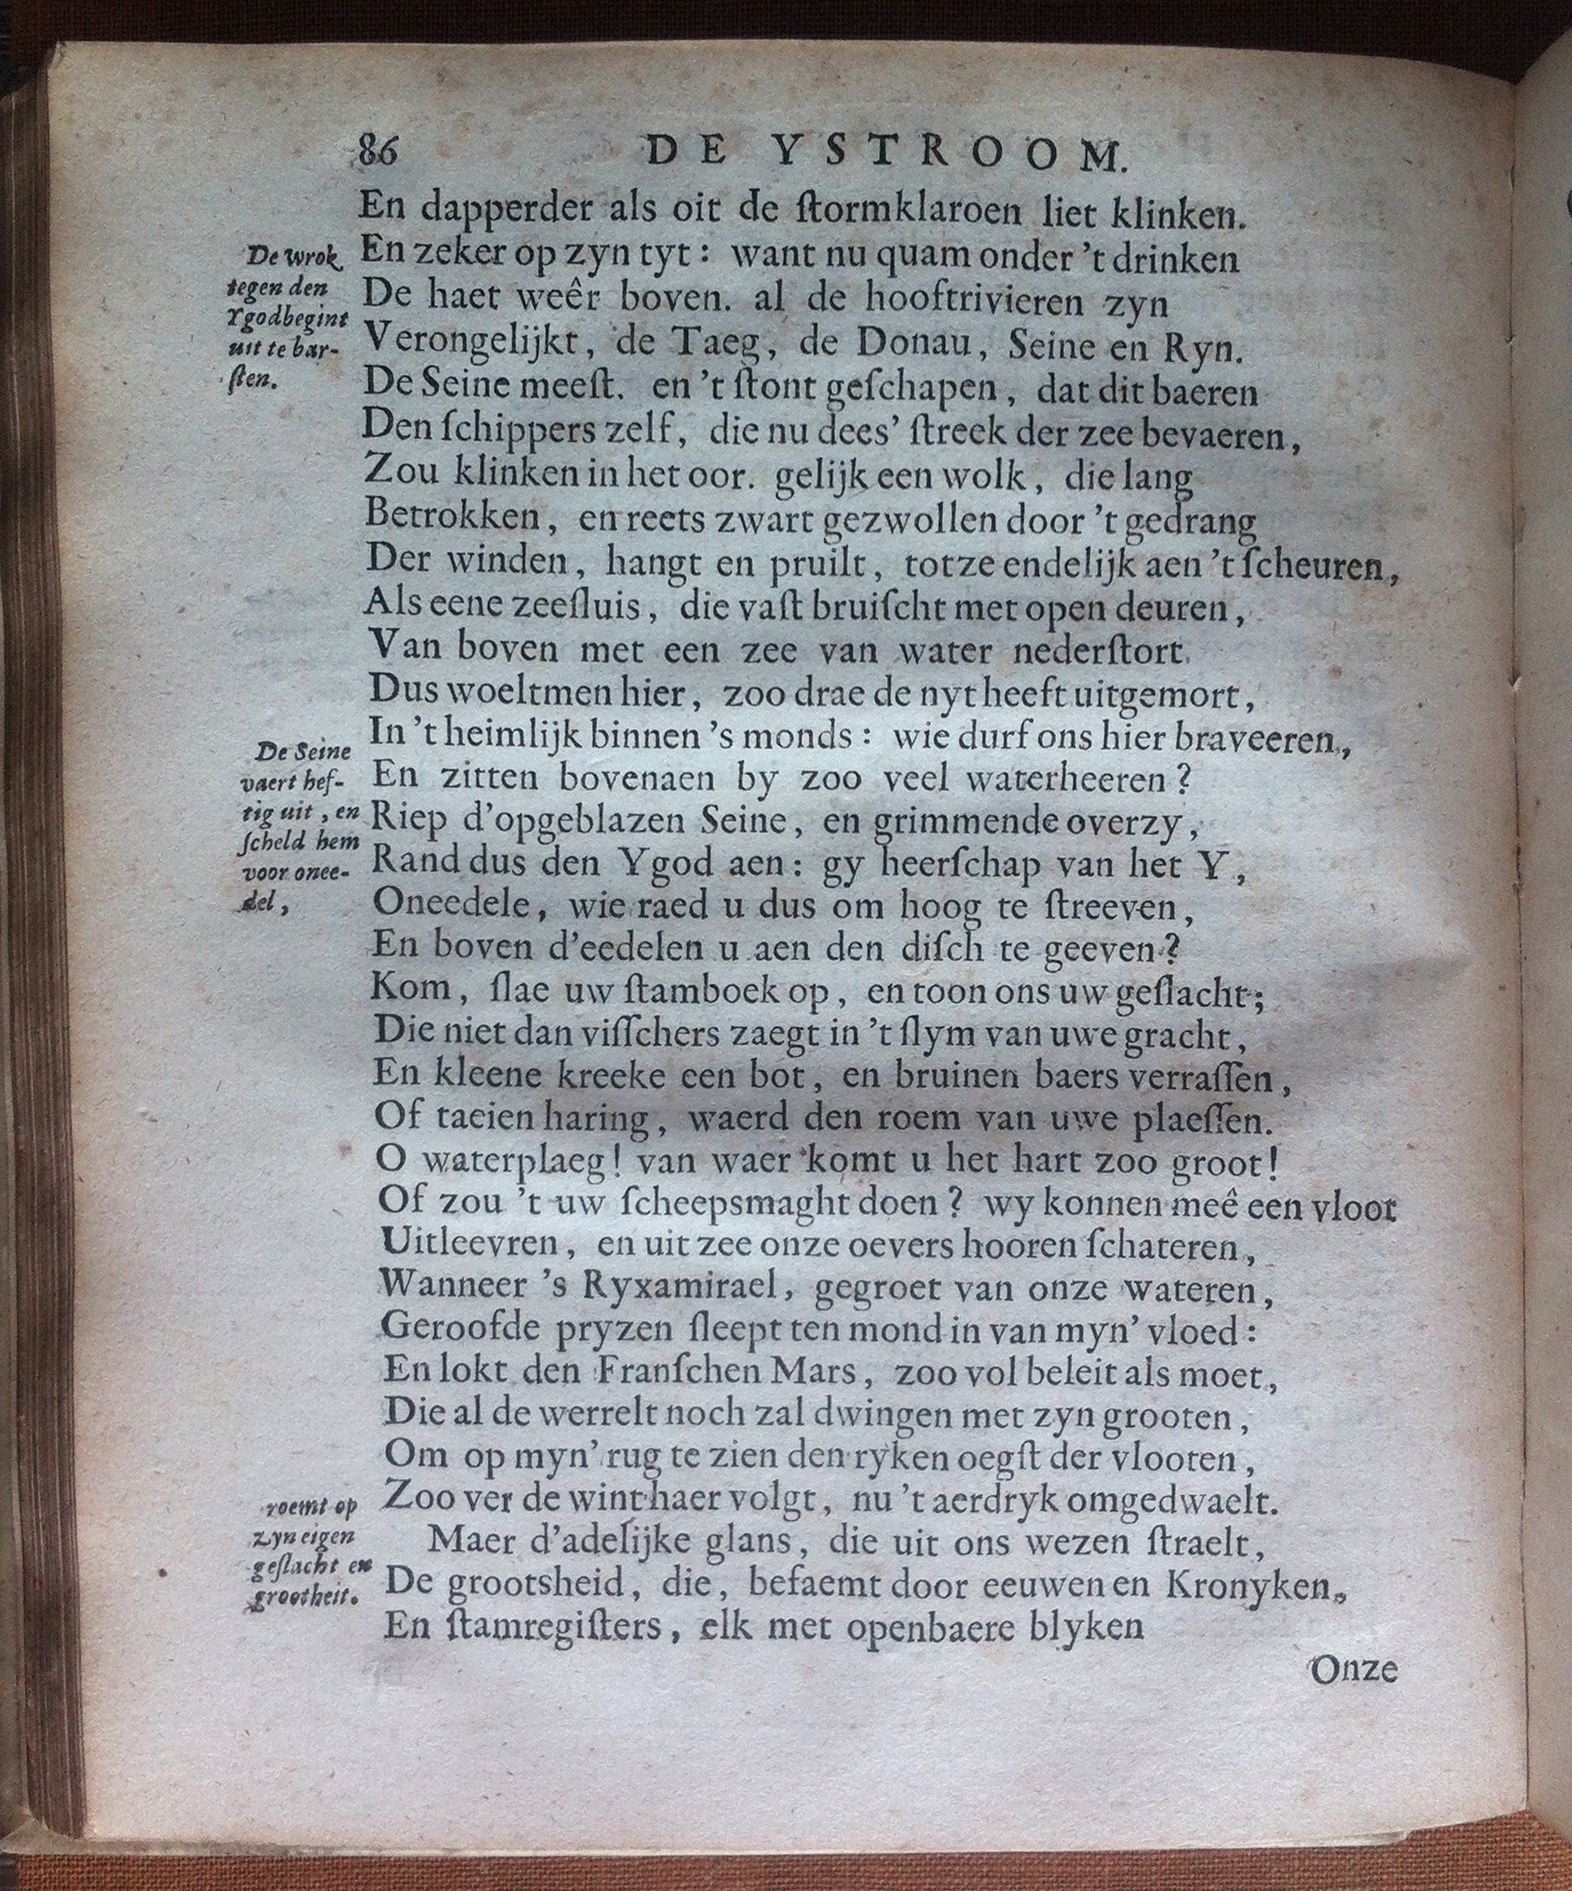 86 DE YSTROOM.
En dapperder als oit de ſtormklaroen liet klinken.
De wrok
tegen den
Ygod begint
uit te bar-
ſten.
En zeker op zyn tyt: want nu quam onder 't drinken
De haet weêr boven. al de hooftrivieren zyn
Verongelijkt, de Taeg, de Donau, Seine en Ryn.
De Seine meeſt. en 't ſtont geſchapen, dat dit baeren
Den ſchippers zelf, die nu dees' ſtreek der zee bevaeren,
Zou klinken in het oor. gelijk een wolk, die lang
Betrokken, en reets zwart gezwollen door 't gedrang
Der winden, hangt en pruilt, totze endelijk aen 't ſcheuren,
Als eene zeeſluis, die vaſt bruiſcht met open deuren,
Van boven met een zee van water nederſtort.
Dus woeltmen hier, zoo drae de nyt heeft uitgemort,
In 't heimlijk binnen 's monds: wie durf ons hier braveeren,
De Seine
vaert hef-
tig uit, en
ſcheld hem
voor onee-
del,
En zitten bovenaen by zoo veel waterheeren?
Riep d'opgeblazen Seine, en grimmende overzy,
Rand dus den Ygod aen: gy heerſchap van het Y,
Oneedele, wie raed u dus om hoog te ſtreeven,
En boven d'eedelen u aen den diſch te geeven?
Kom, ſlae uw ſtamboek op, en toon ons uw geſlacht;
Die niet dan viſſchers zaegt in 't ſlym van uwe gracht,
En kleene kreeke een bot, en bruinen baers verraſſen,
Of taeien haring, waerd den roem van uwe plaeſſen.
O waterplaeg! van waer komt u het hart zoo groot!
Of zou 't uw ſcheepsmaght doen? wy konnen meê een vloot
Uitleevren, en uit zee onze oevers hooren ſchateren,
Wanneer 's Ryxamirael, gegroet van onze wateren,
Geroofde pryzen ſleept ten mond in van myn' vloed:
En lokt den Franſchen Mars, zoo vol beleit als moet,
Die al de werrelt noch zal dwingen met zyn grooten,
Om op myn' rug te zien den ryken oegſt der vlooten,
Zoo ver de wint haer volgt, nu 't aerdryk omgedwaelt.
roemt op
zyn eigen
geſlacht en
grootheit.
Maer d'adelijke glans, die uit ons wezen ſtraelt,
De grootsheid, die, befaemt door eeuwen en Kronyken,
En ſtamregiſters, elk met openbaere blyken
Onze